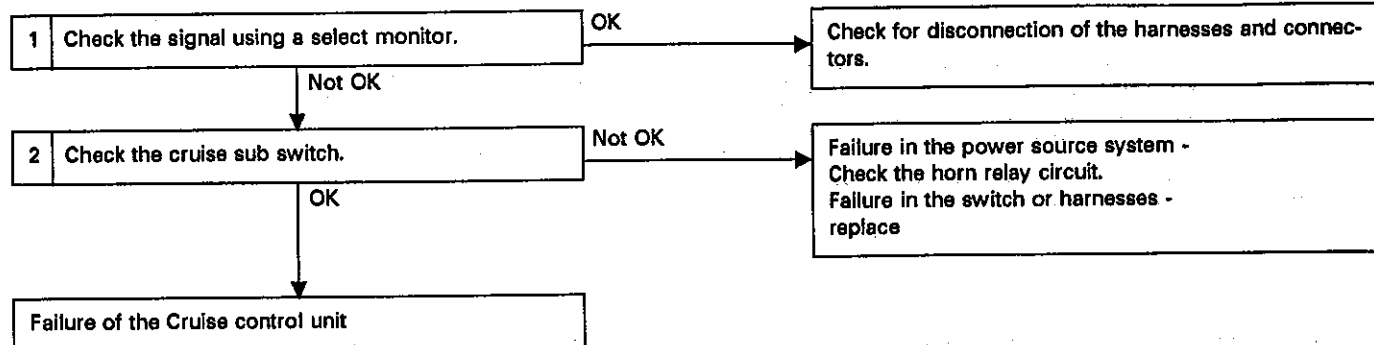 1 Check the signal using a select monitor.
OK
Check for disconnection of the harnesses and connec-
tors.
Not OK
2 Check the cruise sub switch.
Not OK
Failure in the power source system -
Check the horn relay circuit.
Failure in the switch or harnesses -
replace
OK
Failure of the Cruise control unit